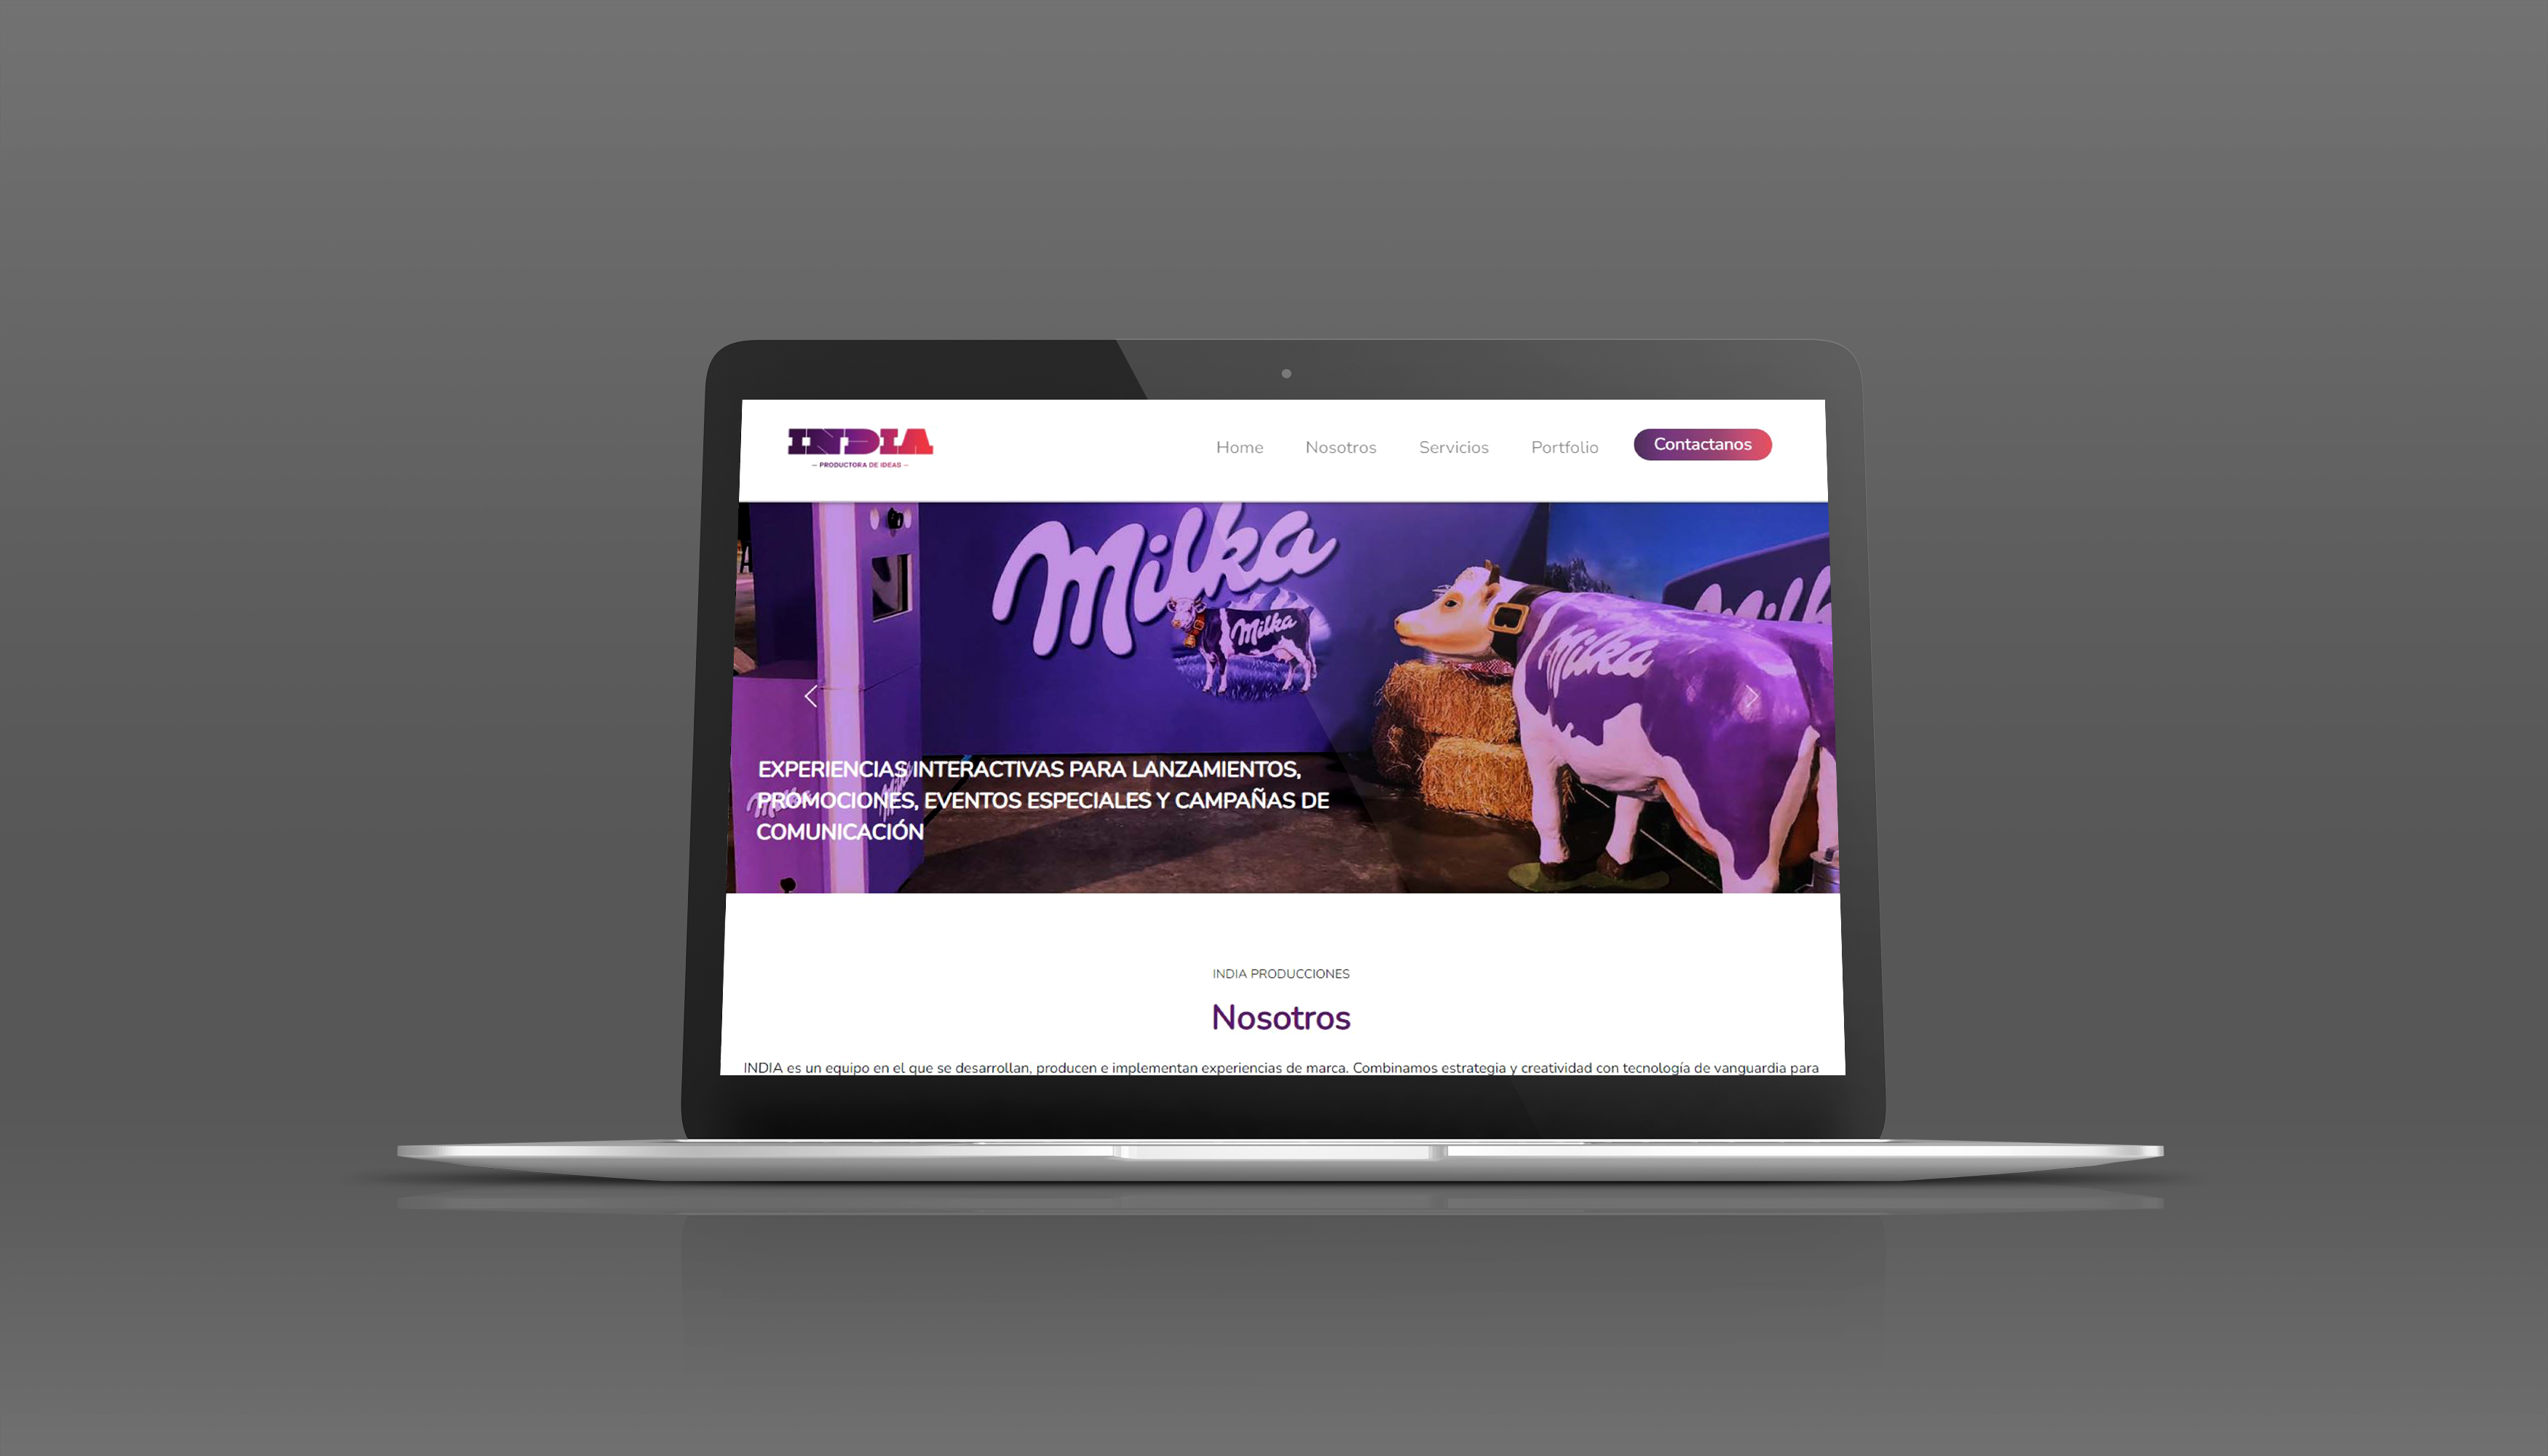 INDIA
– PRODUCTORA DE IDEAS –
Home Nosotros Servicios Portfolio Contactanos
Milka
Milka
Milka
Milk
EXPERIENCIAS INTERACTIVAS PARA LANZAMIENTOS,
PROMOCIONES, EVENTOS ESPECIALES Y CAMPAÑAS DE
COMUNICACIÓN
Milka
INDIA PRODUCCIONES
Nosotros
INDIA es un equipo en el que se desarrollan, producen e implementan experiencias de marca. Combinamos estrategia y creatividad con tecnología de vanguardia para